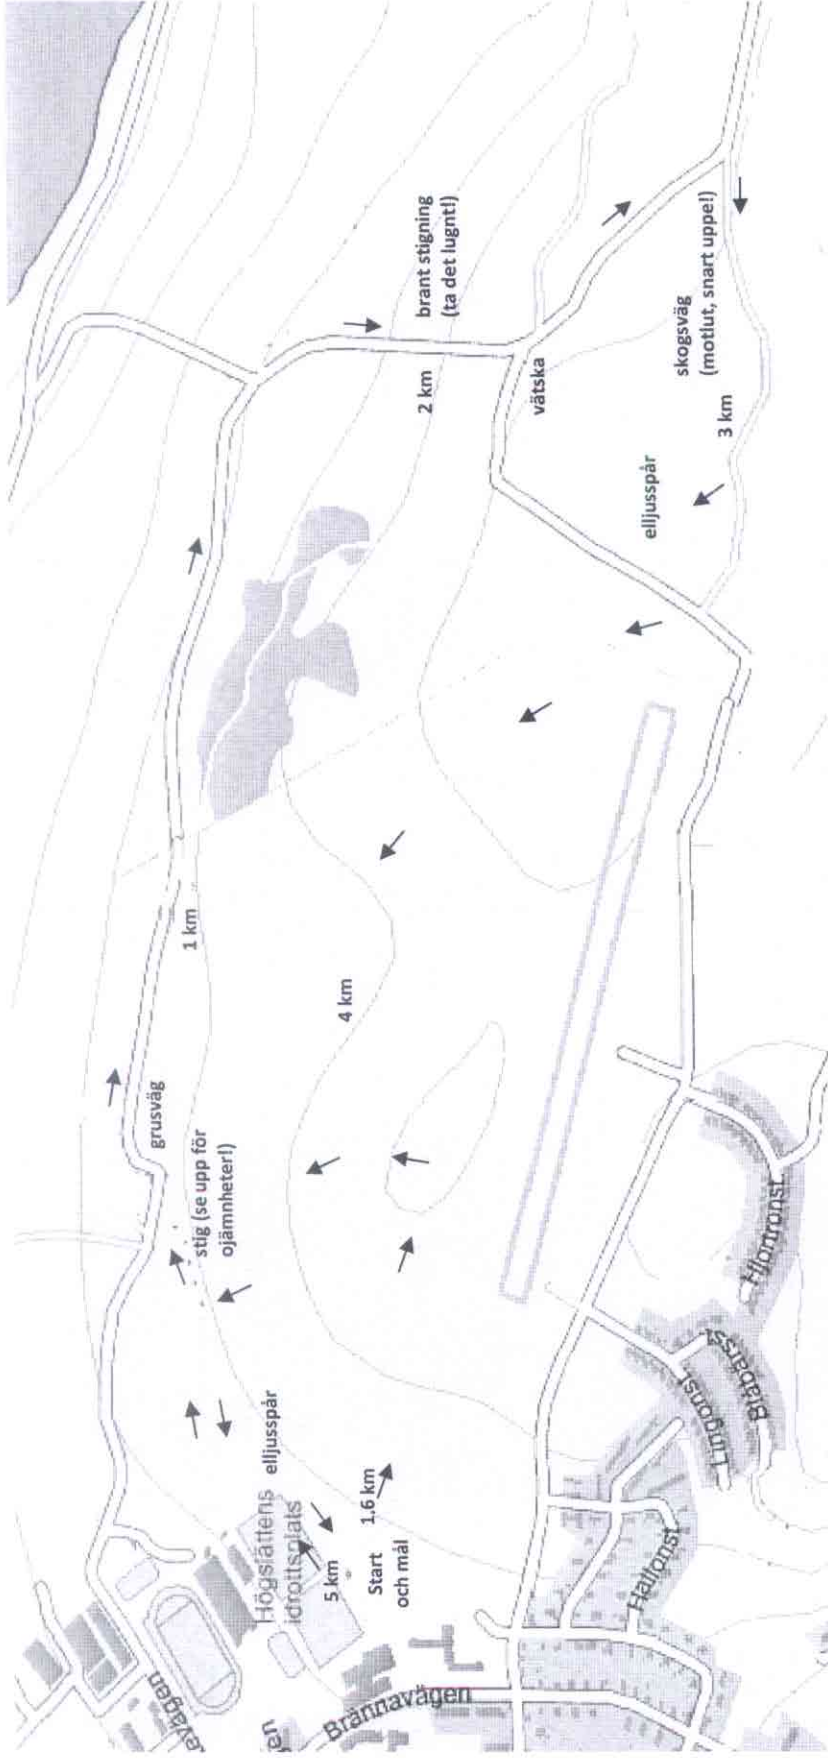 brant stigning
(ta det lugnt!)
2 km
vätska
skogsväg
(motlut, snart uppe!)
3 km
elljusspår
1 km
4 km
grusväg
stig (se upp för
ojämnheter!)
elljusspår
Högslättens
idrottsplats
1.6 km
5 km
Start
och mål
Brännavägen
Hallonst.
Lingonst.
Blåbärsst
Hjortronst.